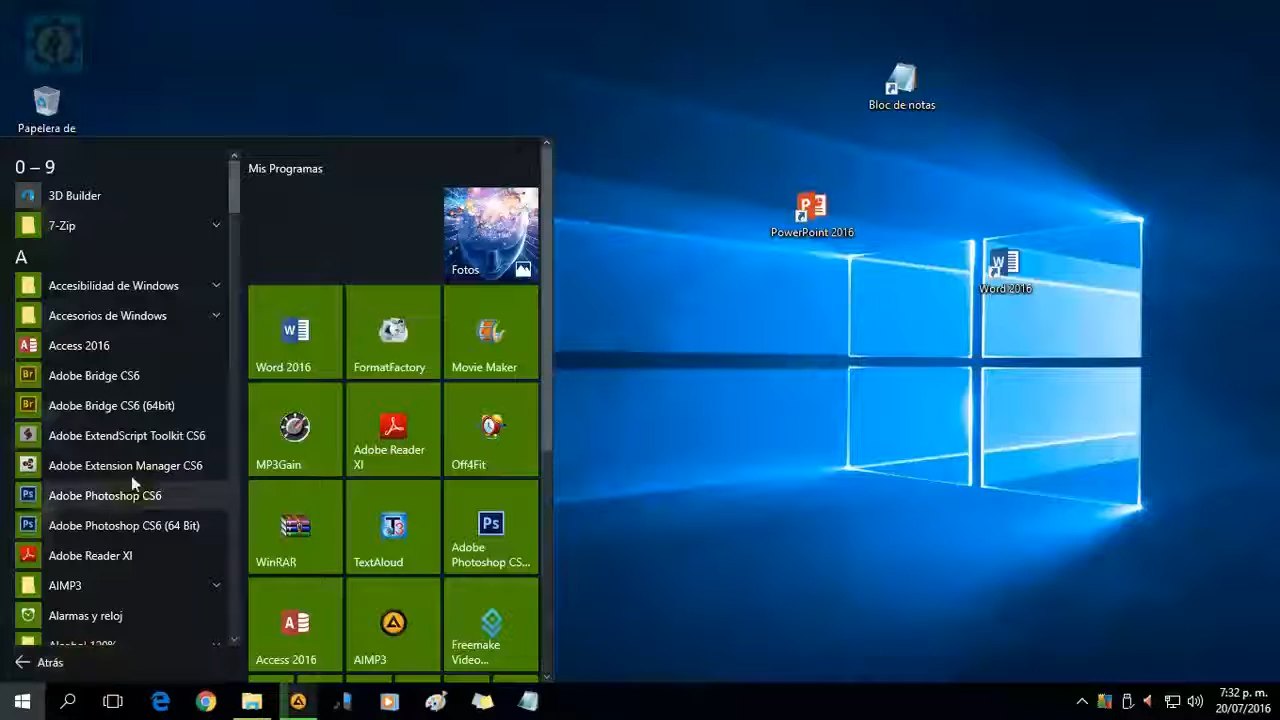 Papelera de
Bloc de notas
PowerPoint 2016
Word 2016
0 – 9
3D Builder
7-Zip
A
Accesibilidad de Windows
Accesorios de Windows
Access 2016
Adobe Bridge CS6
Adobe Bridge CS6 (64bit)
Adobe ExtendScript Toolkit CS6
Adobe Extension Manager CS6
Adobe Photoshop CS6
Adobe Photoshop CS6 (64 Bit)
Adobe Reader XI
AIMP3
Alarmas y reloj
Alcohol 120%
Atrás
Mis Programas
Fotos
Word 2016
FormatFactory
Movie Maker
MP3Gain
Adobe Reader
XI
Off4Fit
WinRAR
TextAloud
Adobe
Photoshop CS...
Access 2016
AIMP3
Freemake
Video...
7:32 p. m.
20/07/2016